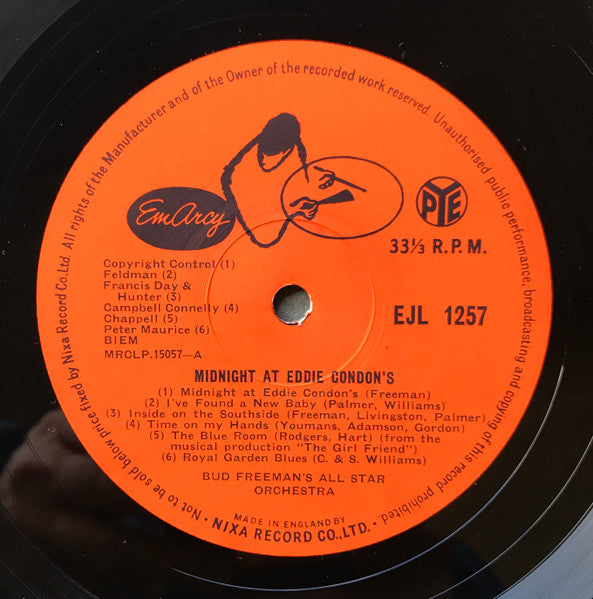 Not to be sold below price fixed by Nixa Record Co., Ltd. All rights of the Manufacturer and of the Owner of the recorded work reserved. Unauthorised public performance, broadcasting and copying of this record prohibited.
EmArcy
PYE
33⅓ R.P.M.
Copyright Control (1)
Feldman (2)
Francis Day &
Hunter (3)
Campbell Connelly (4)
Chappell (5)
Peter Maurice (6)
BIEM
MRCLP.15057—A
EJL 1257
MIDNIGHT AT EDDIE CONDON'S
(1) Midnight at Eddie Condon's (Freeman)
(2) I've Found a New Baby (Palmer, Williams)
(3) Inside on the Southside (Freeman, Livingston, Palmer)
(4) Time on my Hands (Youmans, Adamson, Gordon)
(5) The Blue Room (Rodgers, Hart) (from the
musical production "The Girl Friend")
(6) Royal Garden Blues (C. & S. Williams)
BUD FREEMAN'S ALL STAR
ORCHESTRA
MADE IN ENGLAND BY
• NIXA RECORD CO., LTD. •